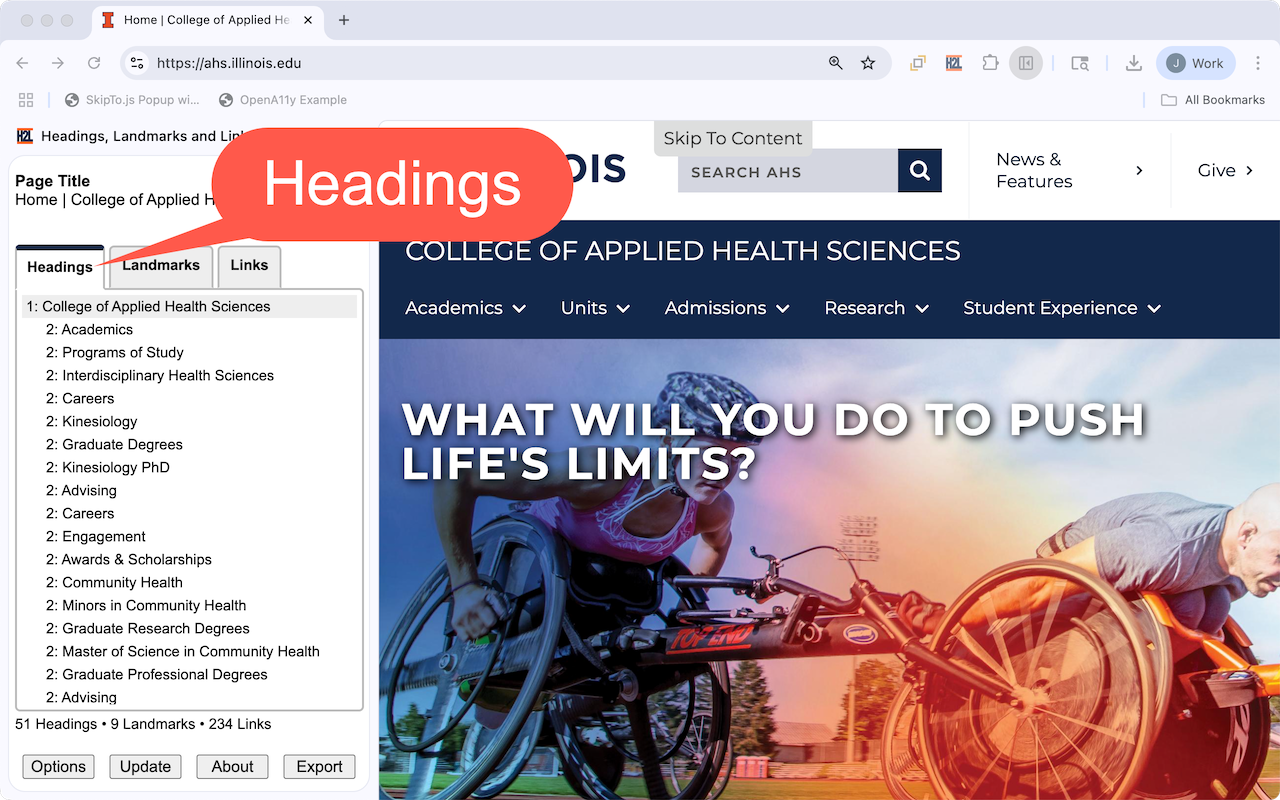 Home | College of Applied He
https://ahs.illinois.edu
H2L
J
Work
SkipTo.js Popup wi...
OpenA11y Example
All Bookmarks
H2L
Headings, Landmarks and Lin
Headings
Page Title
Home | College of Applied H
Headings
Landmarks
Links
1: College of Applied Health Sciences
2: Academics
2: Programs of Study
2: Interdisciplinary Health Sciences
2: Careers
2: Kinesiology
2: Graduate Degrees
2: Kinesiology PhD
2: Advising
2: Careers
2: Engagement
2: Awards & Scholarships
2: Community Health
2: Minors in Community Health
2: Graduate Research Degrees
2: Master of Science in Community Health
2: Graduate Professional Degrees
2: Advising
51 Headings • 9 Landmarks • 234 Links
Options
Update
About
Export
OIS
Skip To Content
SEARCH AHS
News &
Features
Give
COLLEGE OF APPLIED HEALTH SCIENCES
Academics
Units
Admissions
Research
Student Experience
WHAT WILL YOU DO TO PUSH
LIFE'S LIMITS?
TOP END